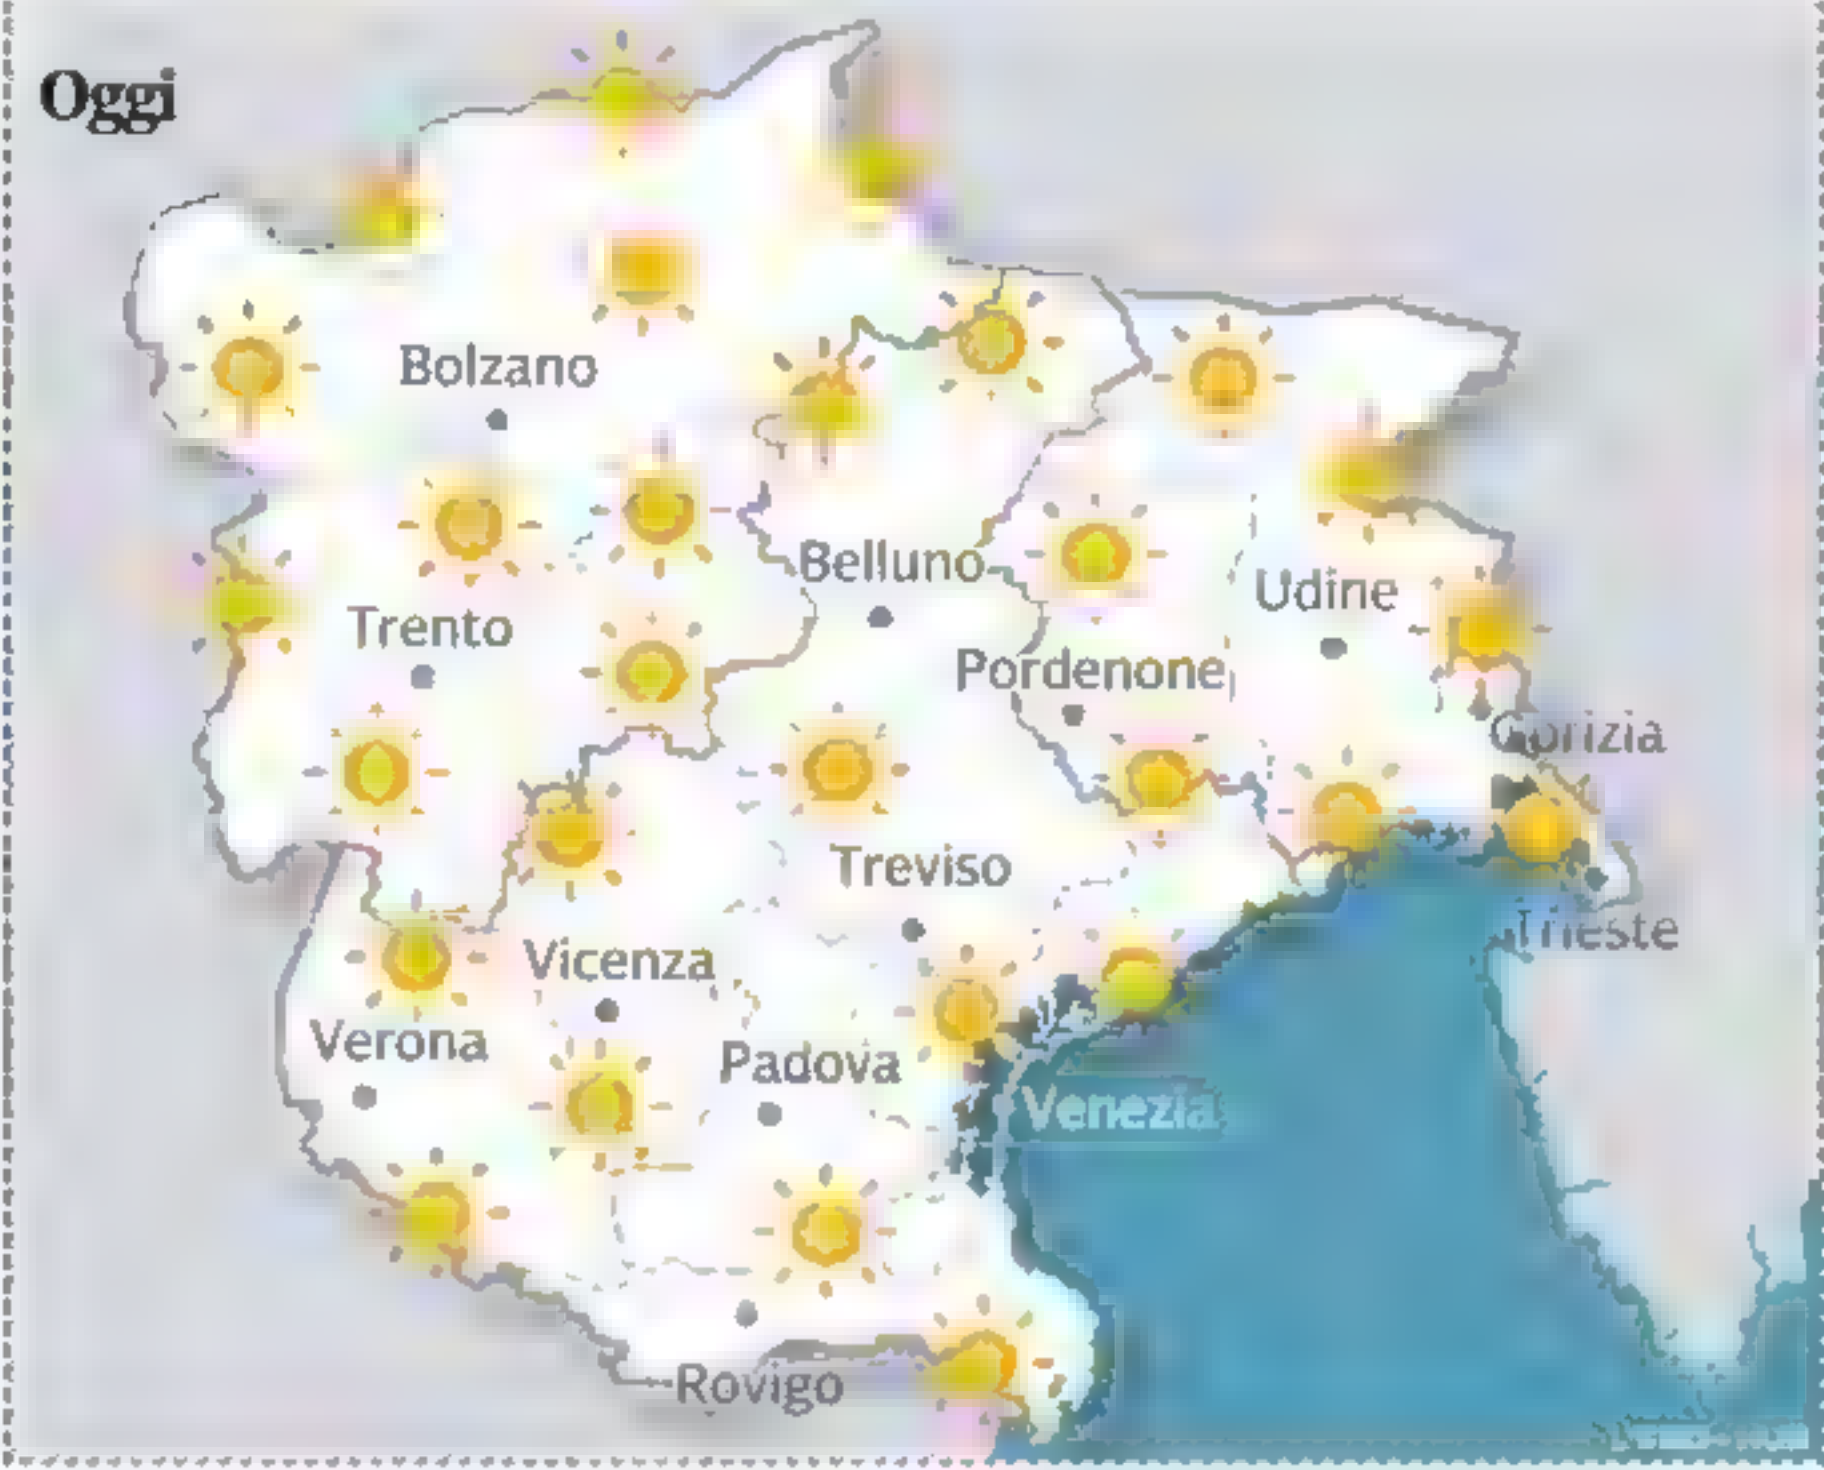 Oggi
Bolzano
Belluno
Udine
Trento
Pordenone
Gorizia
Treviso
Trieste
Vicenza
Verona
Padova
Venezia
Rovigo